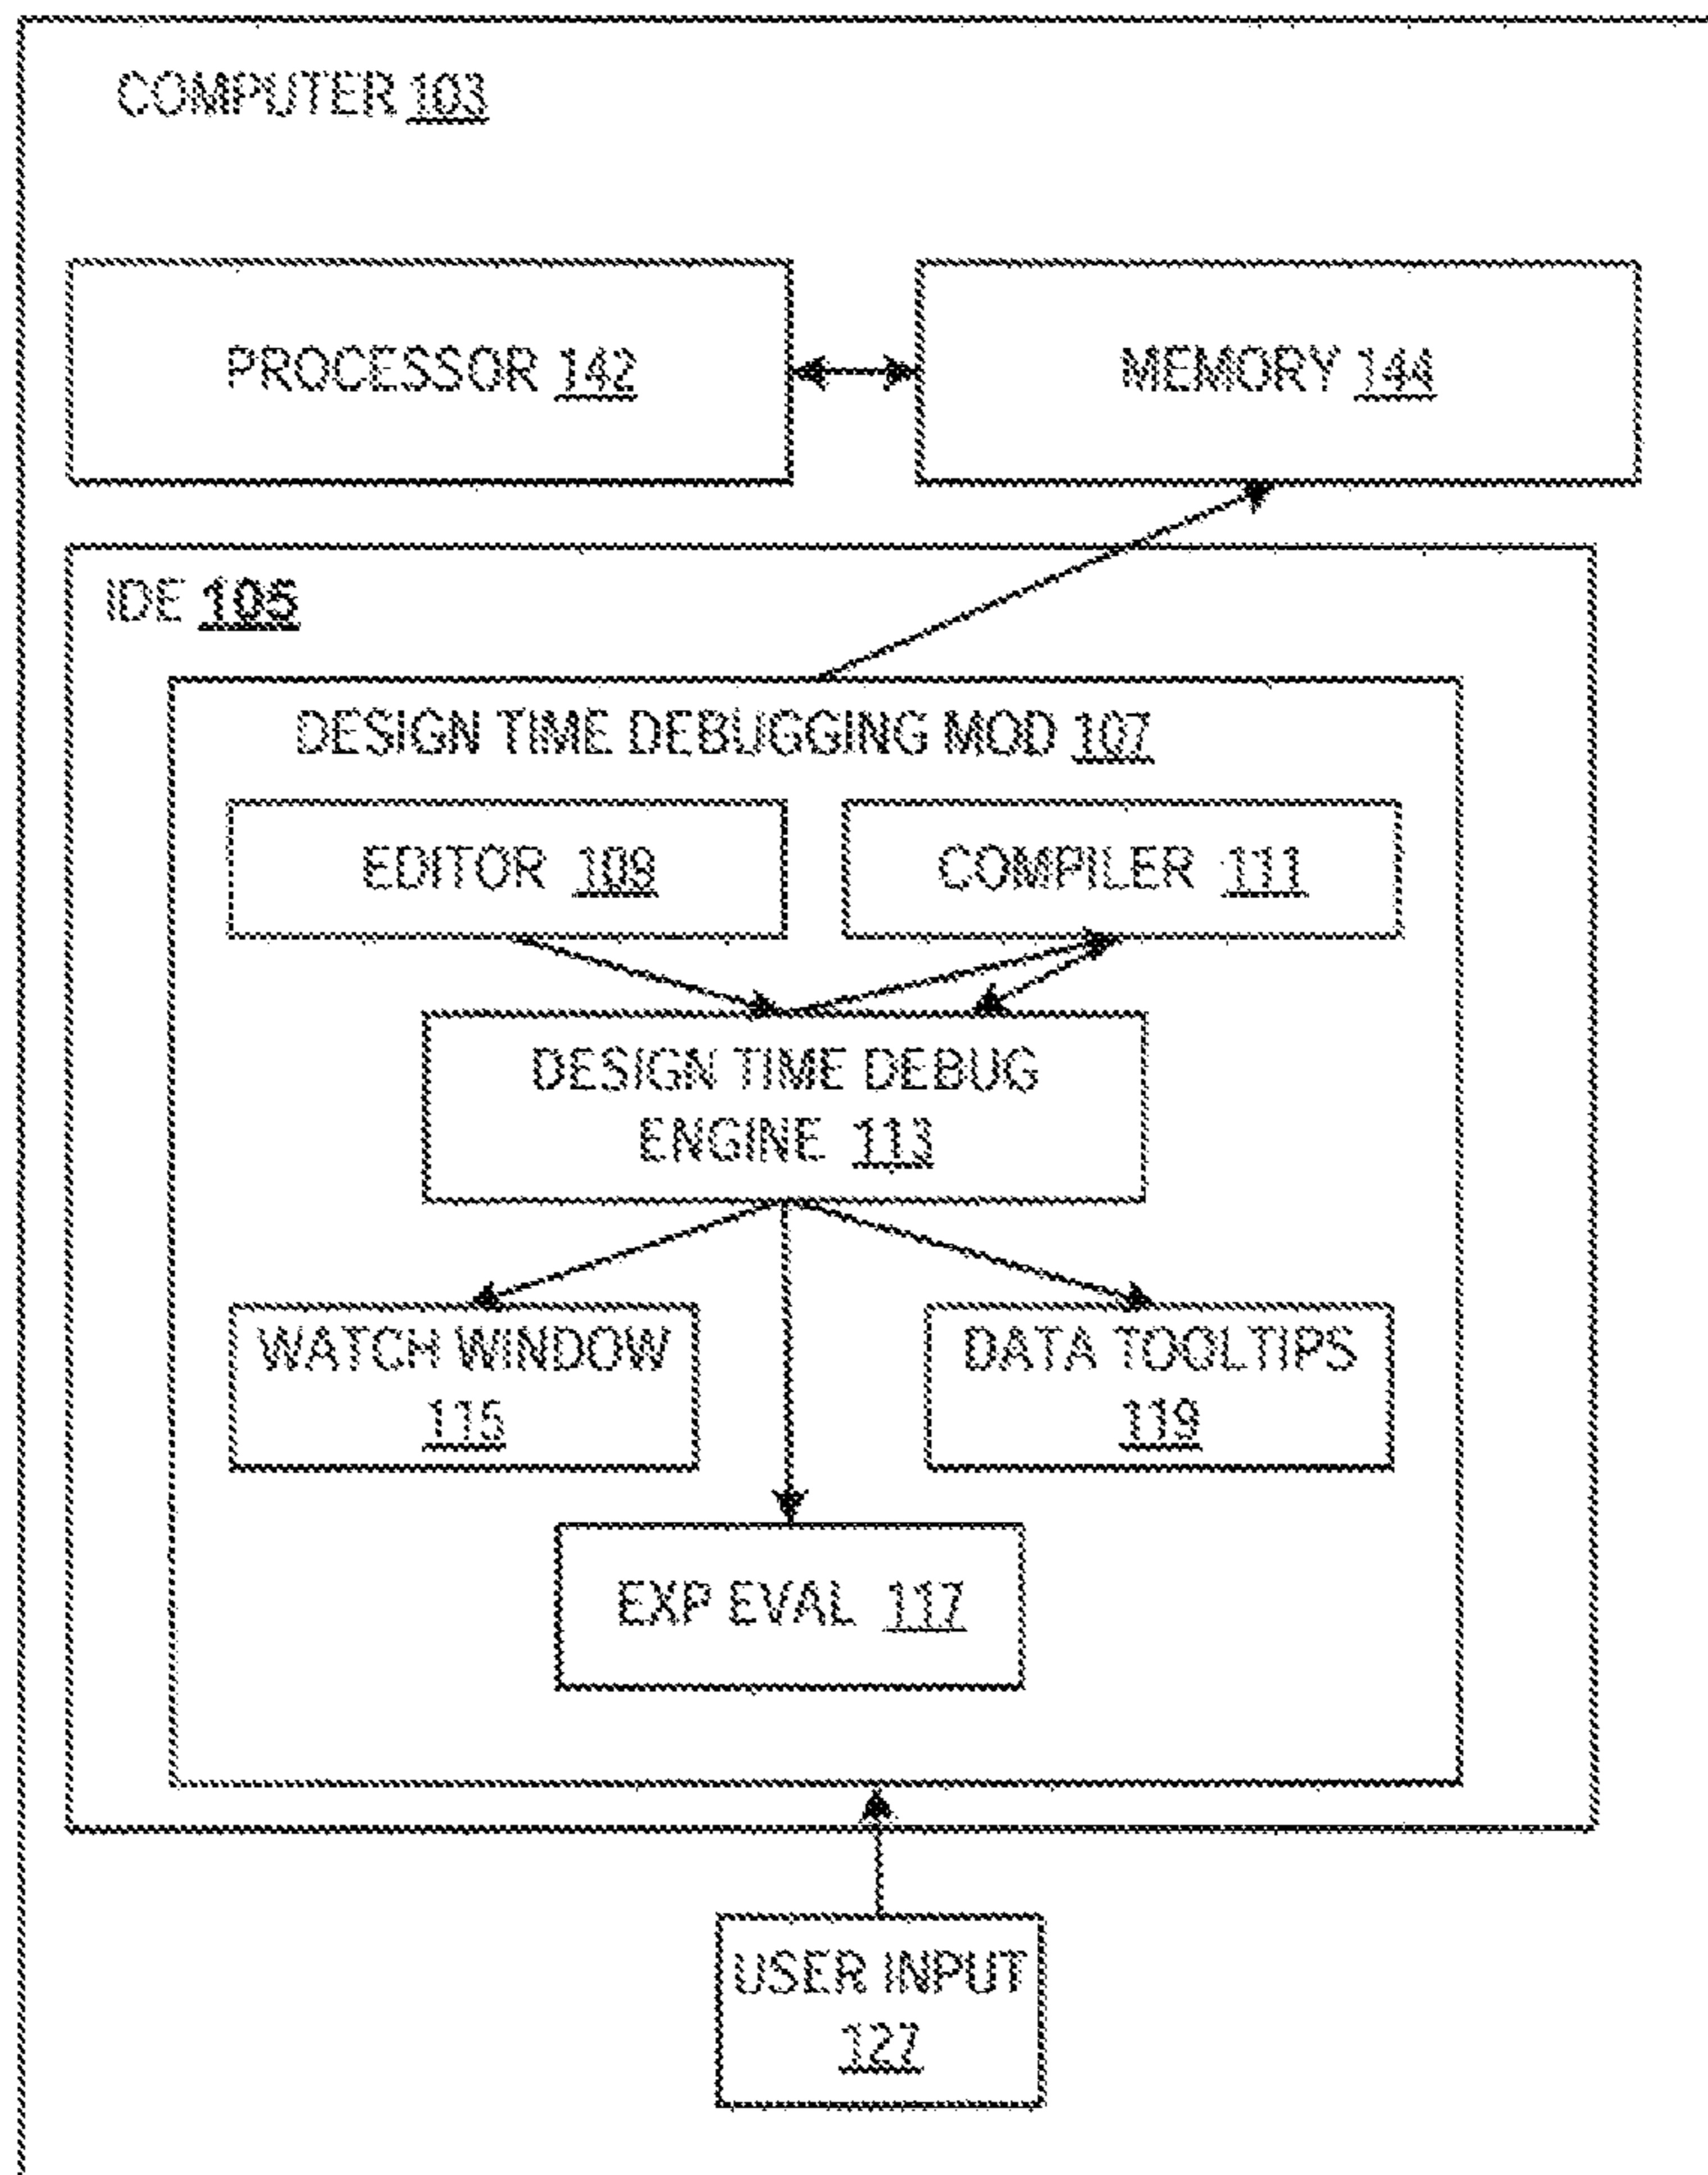 COMPUTER 103
PROCESSOR 142
MEMORY 144
IDE 105
DESIGN TIME DEBUGGING MOD 107
EDITOR 109
COMPILER 111
DESIGN TIME DEBUG
ENGINE 113
WATCH WINDOW
115
DATA TOOLTIPS
119
EXP EVAL 117
USER INPUT
127